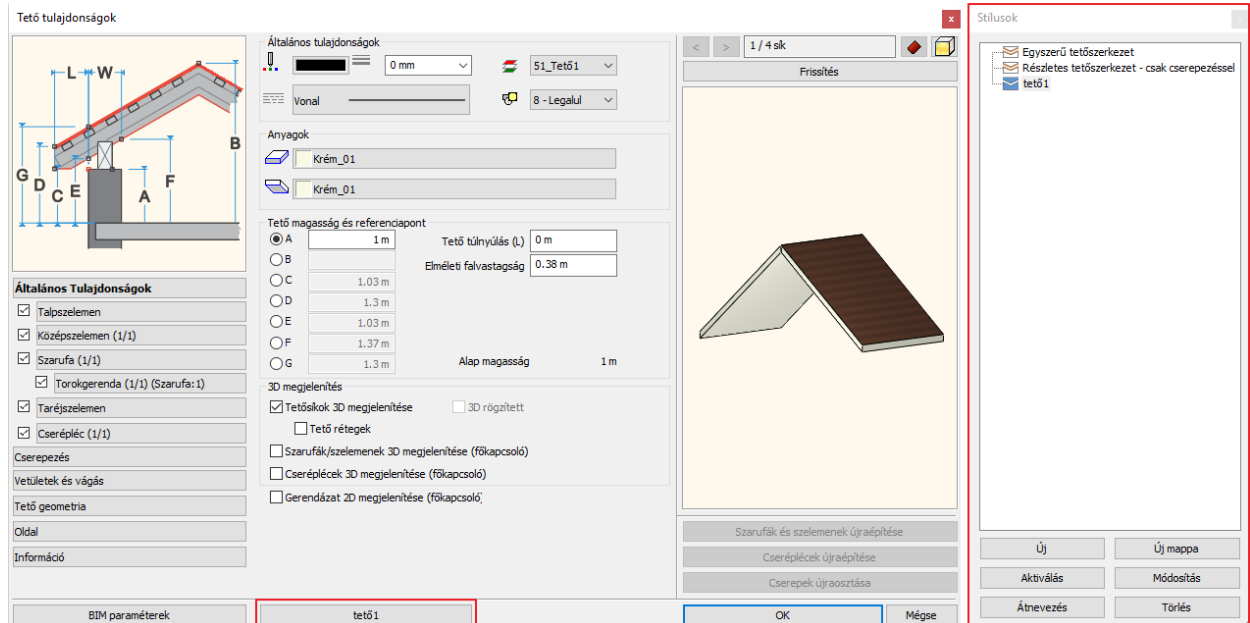 Tető tulajdonságok
x
L
W
B
G
D
C
E
A
F
Általános Tulajdonságok
Talpszelemen
Középszelemen (1/1)
Szarufa (1/1)
Torokgerenda (1/1) (Szarufa:1)
Taréjszelemen
Cserépléc (1/1)
Cserepezés
Vetületek és vágás
Tető geometria
Oldal
Információ
BIM paraméterek
Általános tulajdonságok
0 mm
51_Tető1
Vonal
8 - Legalul
Anyagok
Krém_01
Krém_01
Tető magasság és referenciapont
A
1 m
Tető túlnyúlás (L)
0 m
B
Elméleti falvastagság
0.38 m
C
1.03 m
D
1.3 m
E
1.03 m
F
1.37 m
G
1.3 m
Alap magasság
1 m
3D megjelenítés
Tetősíkok 3D megjelenítése
3D rögzített
Tető rétegek
Szarufák/szelemenek 3D megjelenítése (főkapcsoló)
Cseréplécek 3D megjelenítése (főkapcsoló)
Gerendázat 2D megjelenítése (főkapcsoló)
tető1
<
>
1 / 4 sík
Frissítés
Szarufák és szelemenek újraépítése
Cseréplécek újraépítése
Cserepek újraosztása
OK
Mégse
Stílusok
Egyszerű tetőszerkezet
Részletes tetőszerkezet - csak cserepezéssel
tető1
Új
Új mappa
Aktiválás
Módosítás
Átnevezés
Törlés